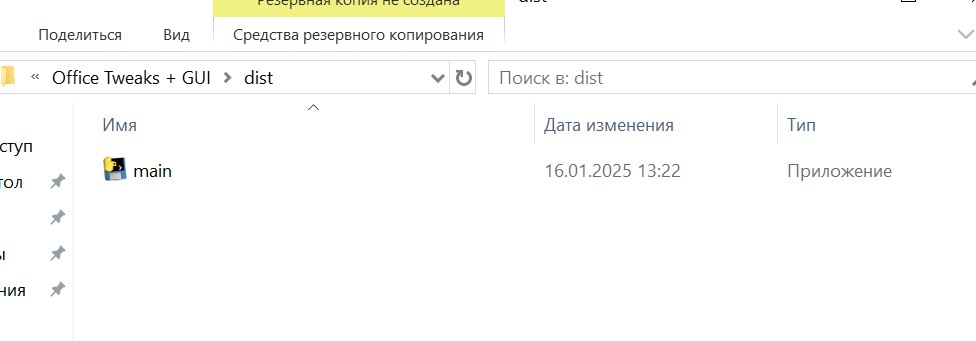 Резервная копия не создана
dist
Поделиться Вид Средства резервного копирования
« Office Tweaks + GUI > dist Поиск в: dist
Имя Дата изменения Тип
ступ
main 16.01.2025 13:22 Приложение
тол
ы
ния